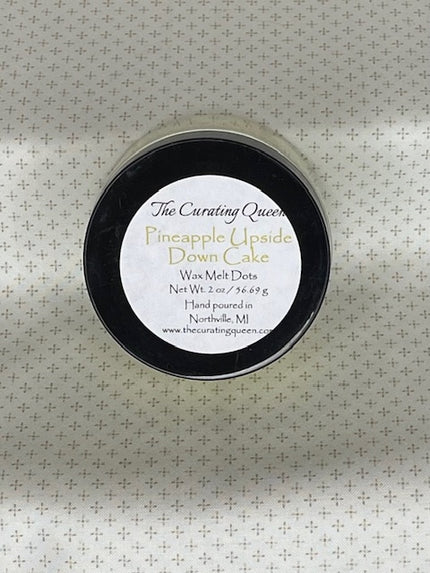 The Curating Queen
Pineapple Upside
Down Cake
Wax Melt Dots
Net Wt. 2 oz / 56.69 g
Hand poured in
Northville, MI
www.thecuratingqueen.com